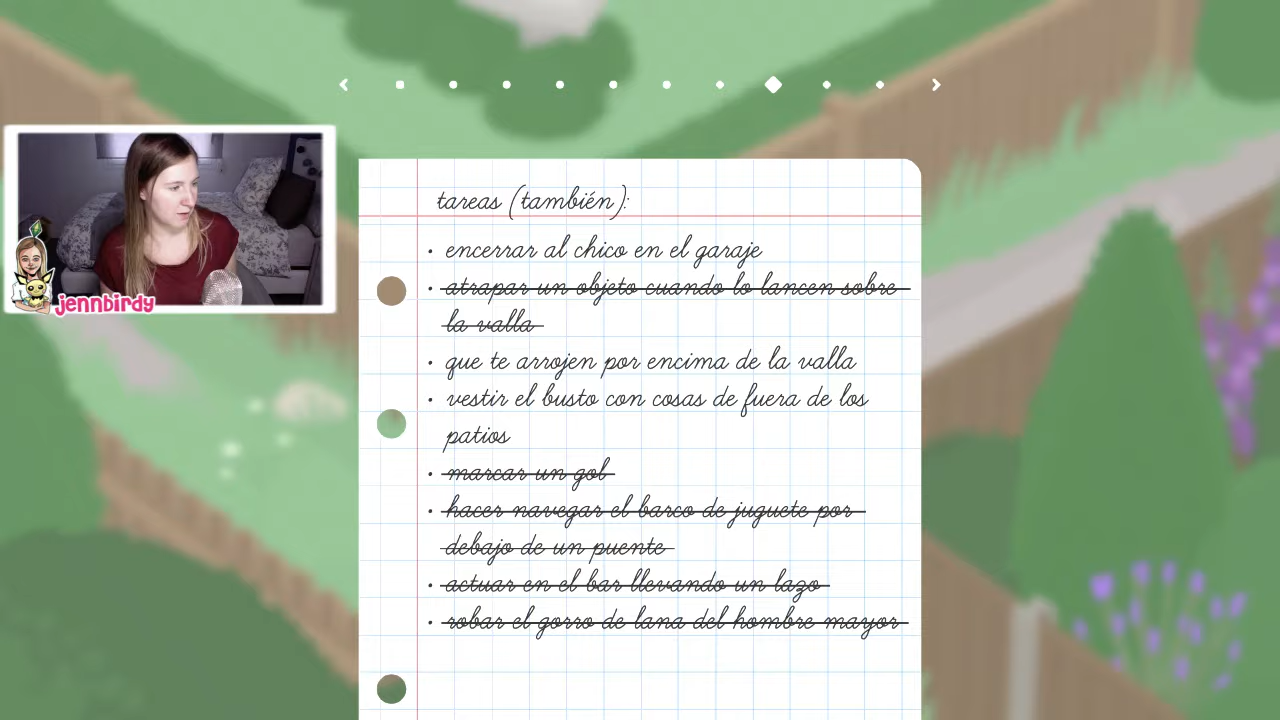 tareas (también):
• encerrar al chico en el garaje
• atrapar un objeto cuando lo lancen sobre
la valla
• que te arrojen por encima de la valla
• vestir el busto con cosas de fuera de los
patios
• marcar un gol
• hacer navegar el barco de juguete por
debajo de un puente
• actuar en el bar llevando un lazo
• robar el gorro de lana del hombre mayor
jennbirdy